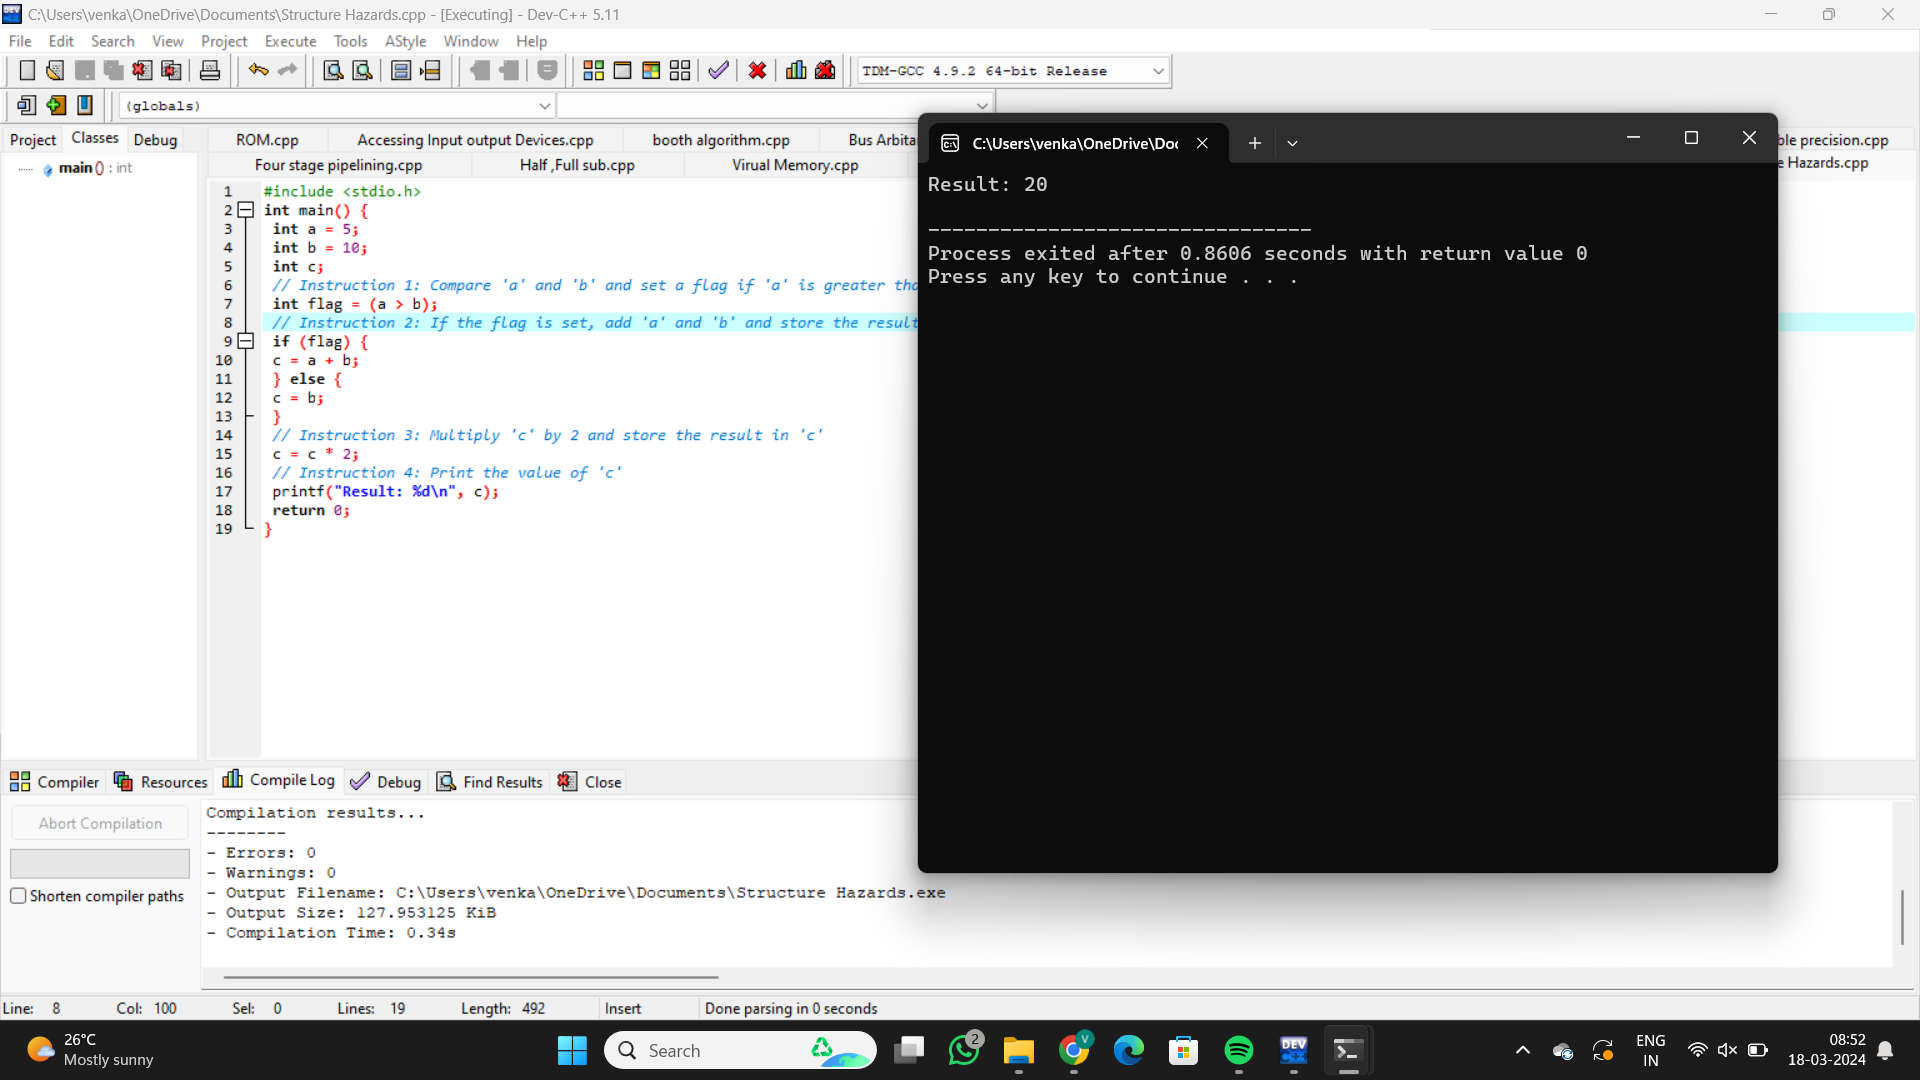 C:\Users\venka\OneDrive\Documents\Structure Hazards.cpp - [Executing] - Dev-C++ 5.11
File Edit Search View Project Execute Tools AStyle Window Help
TDM-GCC 4.9.2 64-bit Release
(globals)
Project Classes Debug
main () : int
ROM.cpp Accessing Input output Devices.cpp booth algorithm.cpp Bus Arbitra ble precision.cpp
Four stage pipelining.cpp Half ,Full sub.cpp Virual Memory.cpp e Hazards.cpp
1 #include <stdio.h>
2 int main() {
3 int a = 5;
4 int b = 10;
5 int c;
6 // Instruction 1: Compare 'a' and 'b' and set a flag if 'a' is greater tha
7 int flag = (a > b);
8 // Instruction 2: If the flag is set, add 'a' and 'b' and store the result
9 if (flag) {
10 c = a + b;
11 } else {
12 c = b;
13 }
14 // Instruction 3: Multiply 'c' by 2 and store the result in 'c'
15 c = c * 2;
16 // Instruction 4: Print the value of 'c'
17 printf("Result: %d\n", c);
18 return 0;
19 }
C:\Users\venka\OneDrive\Doc
Result: 20
--------------------------------
Process exited after 0.8606 seconds with return value 0
Press any key to continue . . .
Compiler Resources Compile Log Debug Find Results Close
Abort Compilation
Shorten compiler paths
Compilation results...
--------
- Errors: 0
- Warnings: 0
- Output Filename: C:\Users\venka\OneDrive\Documents\Structure Hazards.exe
- Output Size: 127.953125 KiB
- Compilation Time: 0.34s
Line: 8 Col: 100 Sel: 0 Lines: 19 Length: 492 Insert Done parsing in 0 seconds
26°C
Mostly sunny
Search
2
V
DEV
C++
ENG
IN
08:52
18-03-2024